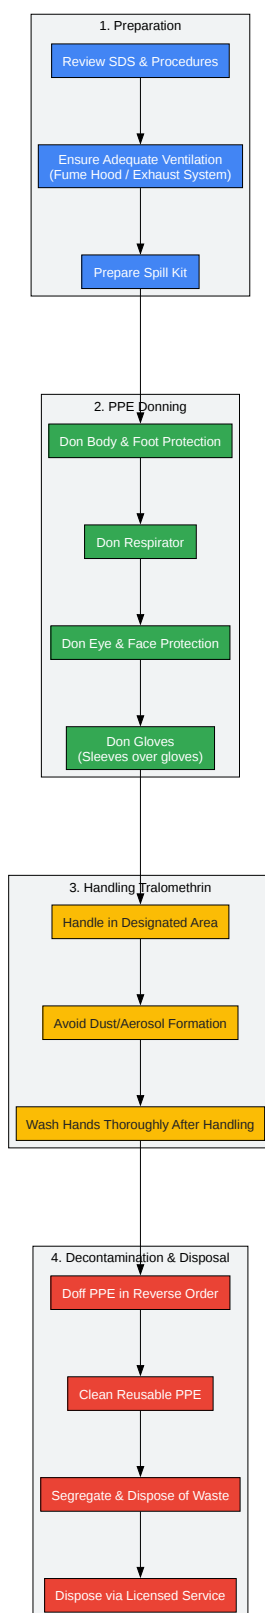 1. Preparation
Review SDS & Procedures
Ensure Adequate Ventilation
(Fume Hood / Exhaust System)
Prepare Spill Kit
2. PPE Donning
Don Body & Foot Protection
Don Respirator
Don Eye & Face Protection
Don Gloves
(Sleeves over gloves)
3. Handling Tralomethrin
Handle in Designated Area
Avoid Dust/Aerosol Formation
Wash Hands Thoroughly After Handling
4. Decontamination & Disposal
Doff PPE in Reverse Order
Clean Reusable PPE
Segregate & Dispose of Waste
Dispose via Licensed Service